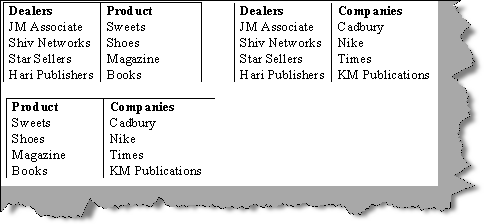 Dealers Product
JM Associate Sweets
Shiv Networks Shoes
Star Sellers Magazine
Hari Publishers Books
Dealers Companies
JM Associate Cadbury
Shiv Networks Nike
Star Sellers Times
Hari Publishers KM Publications
Product Companies
Sweets Cadbury
Shoes Nike
Magazine Times
Books KM Publications